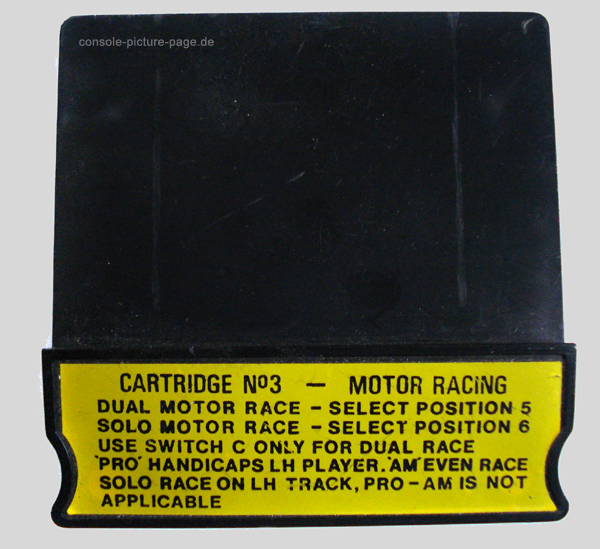 console-picture-page.de
CARTRIDGE Nº3 — MOTOR RACING
DUAL MOTOR RACE - SELECT POSITION 5
SOLO MOTOR RACE - SELECT POSITION 6
USE SWITCH C ONLY FOR DUAL RACE
'PRO' HANDICAPS LH PLAYER. 'AM' EVEN RACE
SOLO RACE ON LH TRACK, PRO-AM IS NOT
APPLICABLE